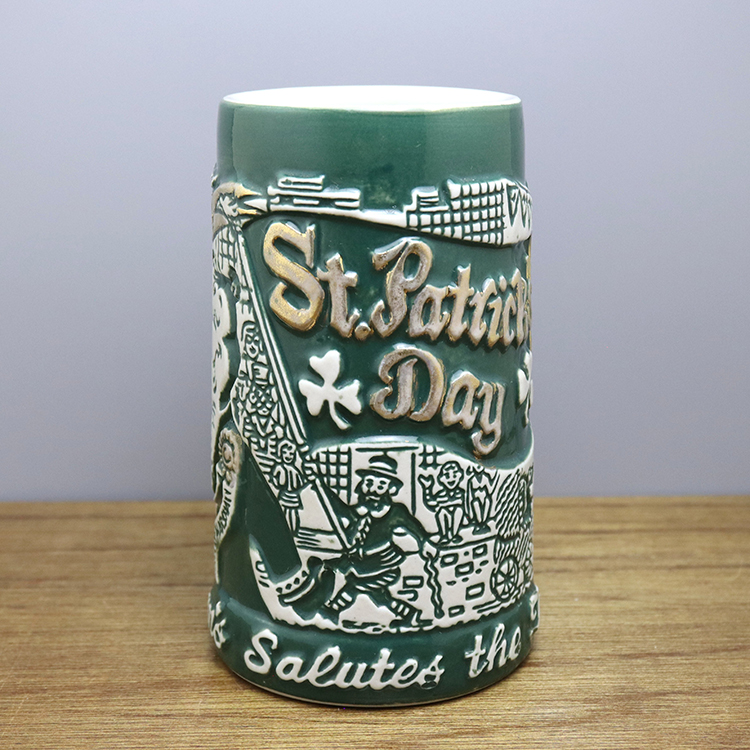 St. Patrick
Day
Salutes the